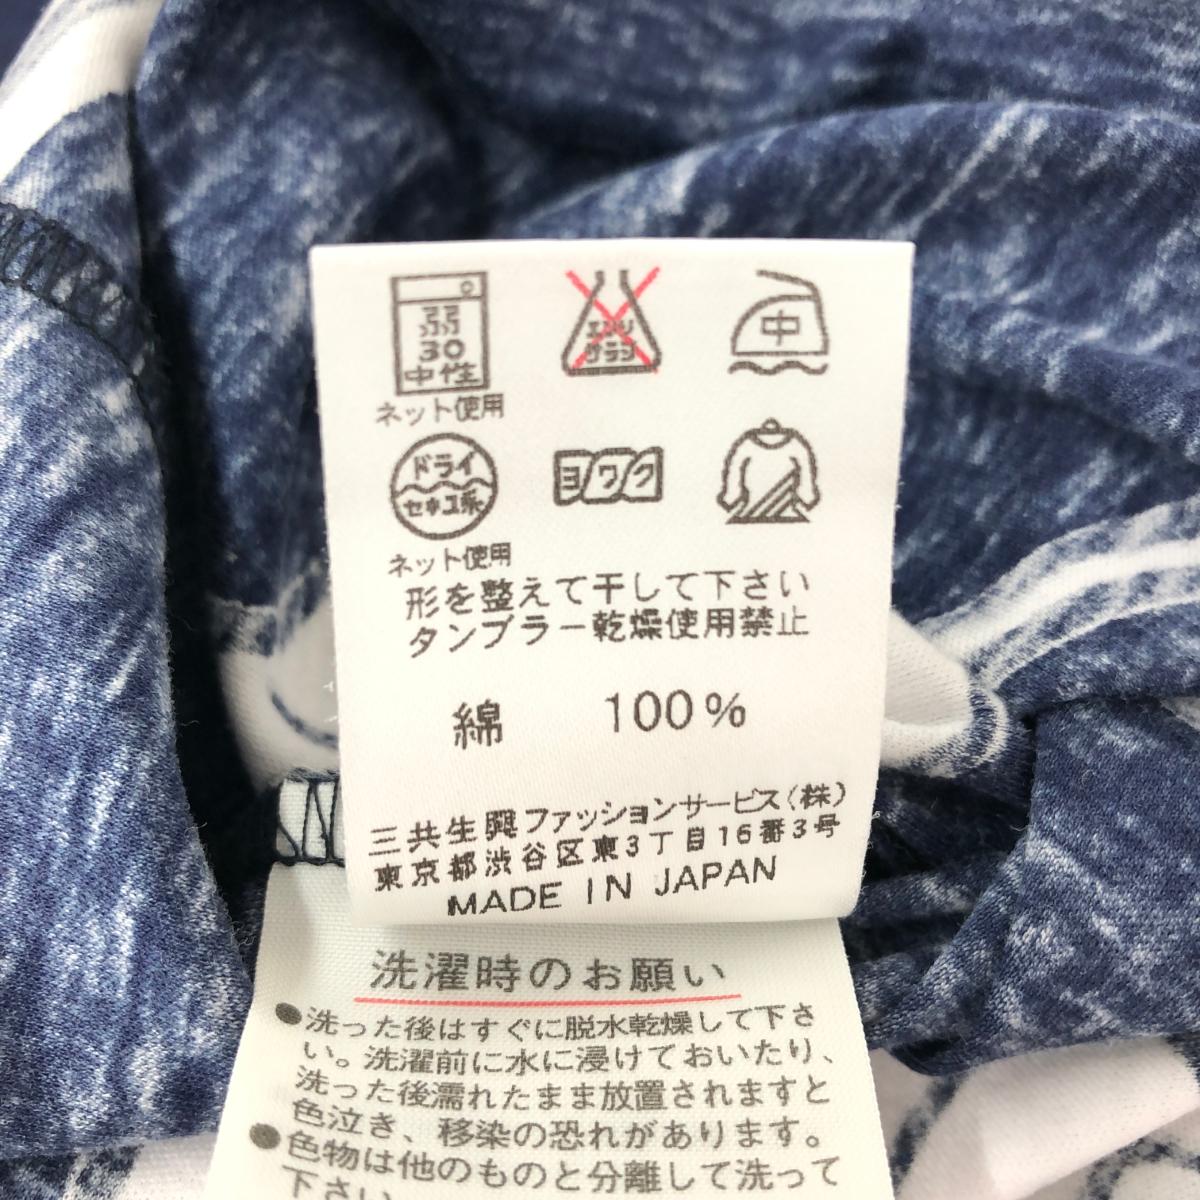 弱
30
中性
ネット使用
エンソ
サラシ
中
ドライ
セキユ系
ネット使用
ヨワク
形を整えて干して下さい
タンブラー乾燥使用禁止
綿 100%
三共生興ファッションサービス(株)
東京都渋谷区東3丁目16番3号
MADE IN JAPAN
洗濯時のお願い
●洗った後はすぐに脱水乾燥して下さ
い。洗濯前に水に浸けておいたり、
洗った後濡れたまま放置されますと
色泣き、移染の恐れがあります。
●色物は他のものと分離して洗って
下さい